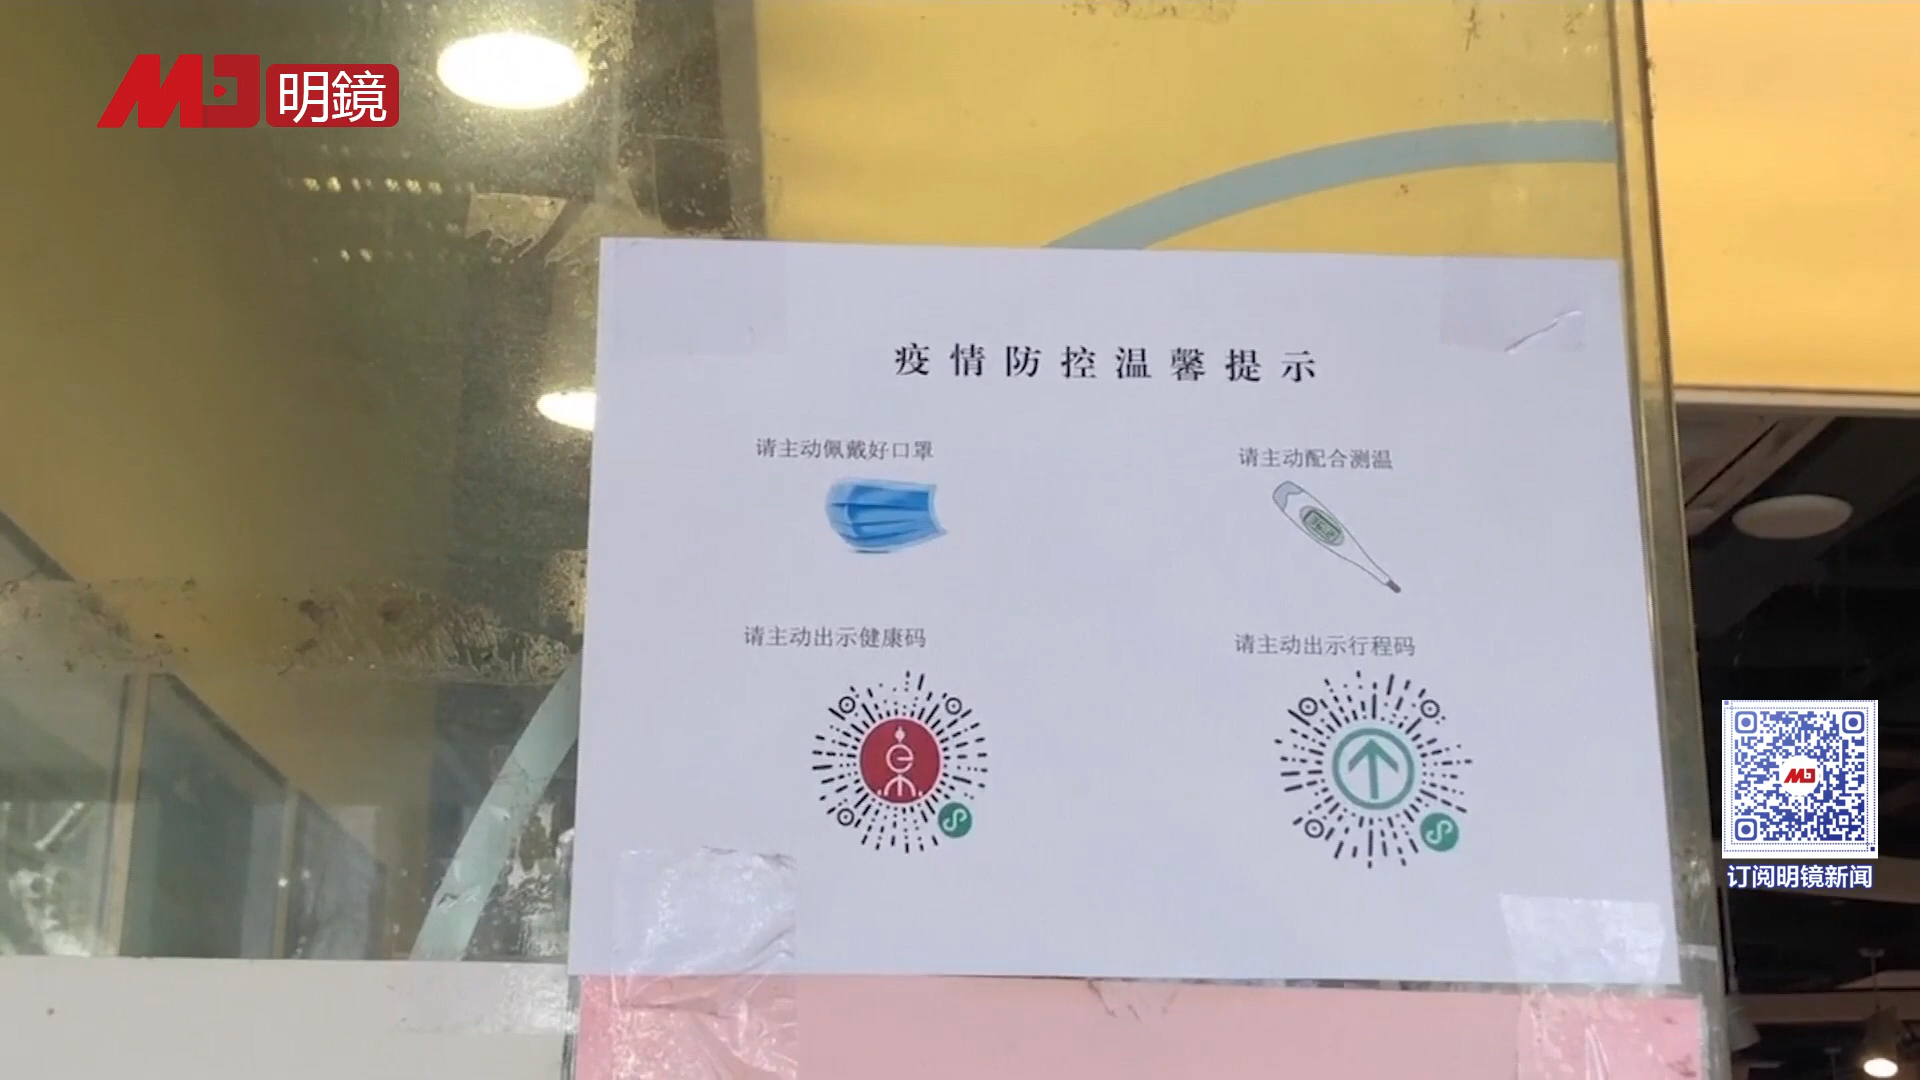 明鏡
疫情防控温馨提示
请主动佩戴好口罩
请主动配合测温
请主动出示健康码
请主动出示行程码
订阅明镜新闻